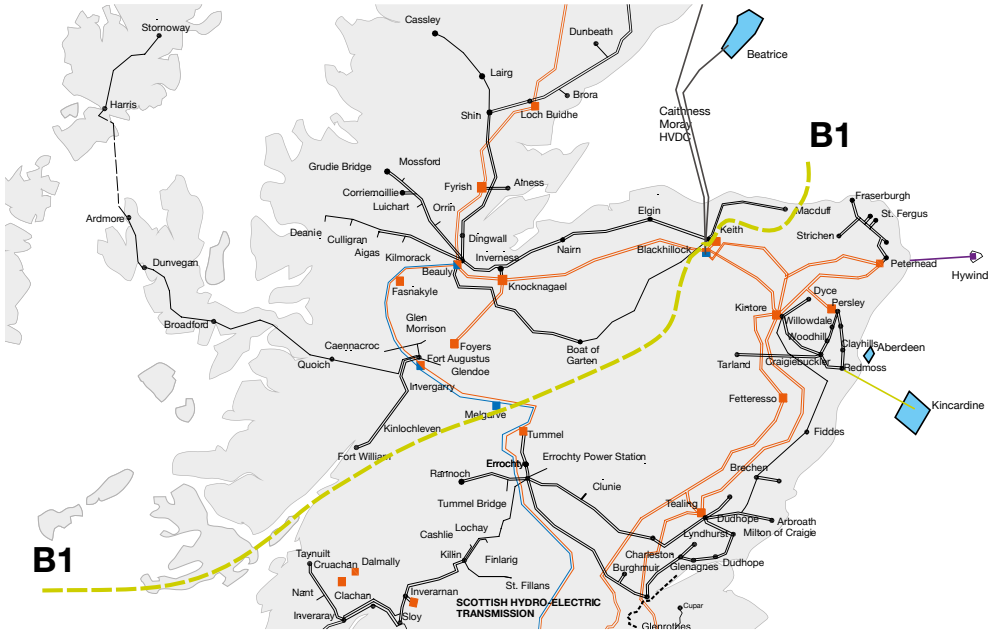 Cassley
Stornoway
Dunbeath
Beatrice
Lairg
Harris
Brora
Shin
Loch Buidhe
Caithness
Moray
HVDC
B1
Mossford
Grudie Bridge
Fyrish
Alness
Corriemoillie
Luichart
Orrin
Fraserburgh
Macduff
St. Fergus
Elgin
Ardmore
Keith
Strichen
Deanie
Culligran
Dingwall
Aigas
Nairn
Blackhillock
Kilmorack
Inverness
Dunvegan
Beauly
Peterhead
Hywind
Fasnakyle
Knocknagael
Dyce
Kintore
Persley
Glen
Morrison
Willowdale
Broadford
Woodhill
Caennacroc
Foyers
Clayhills
Aberdeen
Boat of
Garten
Fort Augustus
Quoich
Glendoe
Tarland
Craigiebuckler
Redmoss
Invergarry
Fetteresso
Kincardine
Melgarve
Kinlochleven
Tummel
Fiddes
Fort William
Errochty
Errochty Power Station
Rannoch
Brechen
Clunie
Tummel Bridge
Tealing
Dudhope
Arbroath
Lochay
Cashlie
Lyndhurst
Milton of Craigie
B1
Taynuilt
Killin
Charleston
Cruachan
Dalmally
Finlarig
Burghmuir
Glenagnes
Dudhope
St. Fillans
Nant
Clachan
Inverarnan
SCOTTISH HYDRO-ELECTRIC
TRANSMISSION
Cupar
Inveraray
Sloy
Glenrothes